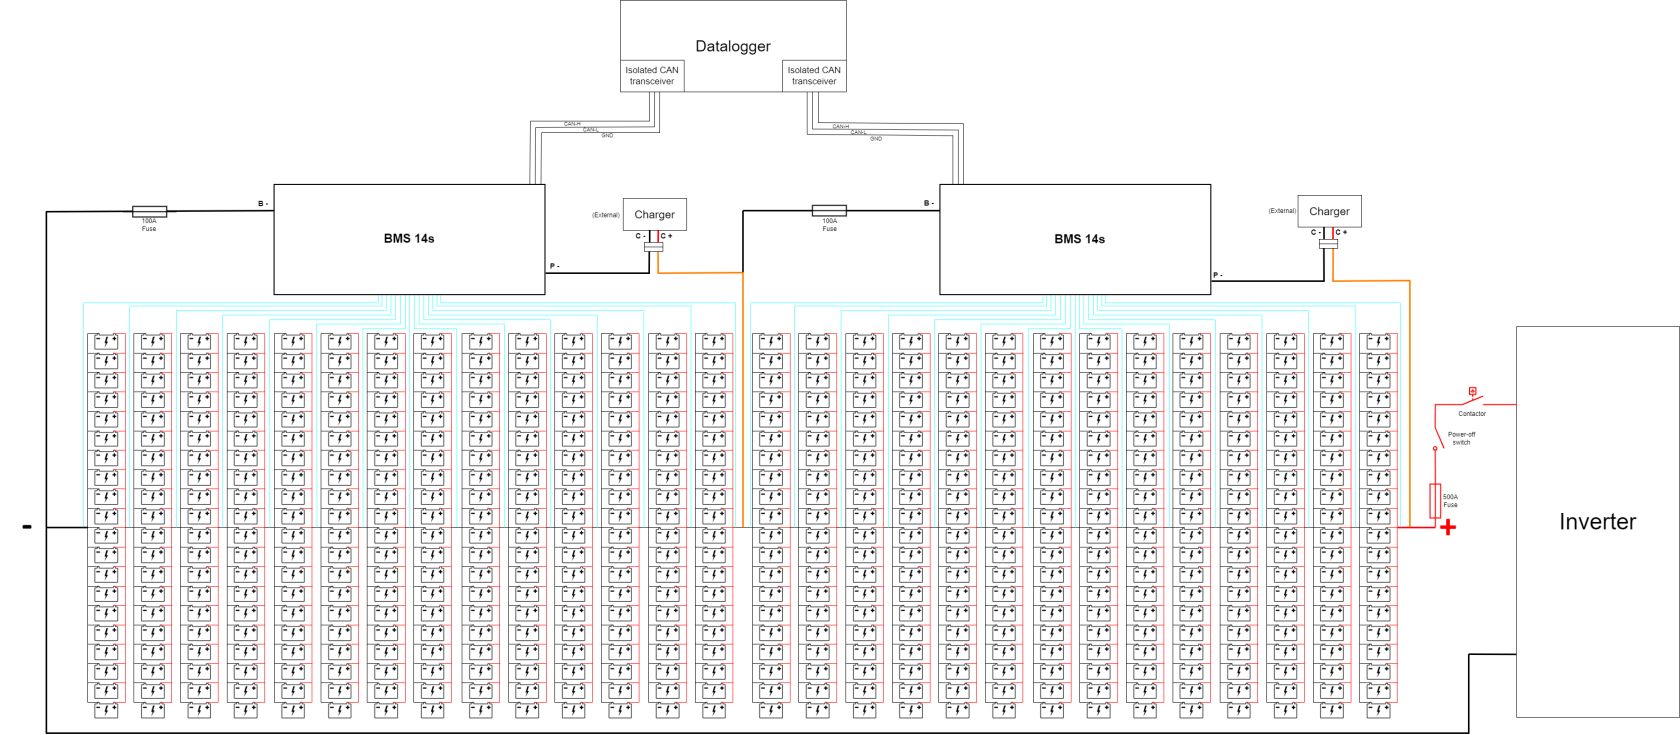 Datalogger
Isolated CAN
transceiver
Isolated CAN
transceiver
CAN-H
CAN-L
GND
CAN-H
CAN-L
GND
B -
100A
Fuse
BMS 14s
P -
(External)
Charger
C -
C +
B -
100A
Fuse
BMS 14s
P -
(External)
Charger
C -
C +
Contactor
Power-off
switch
500A
Fuse
-
+
Inverter